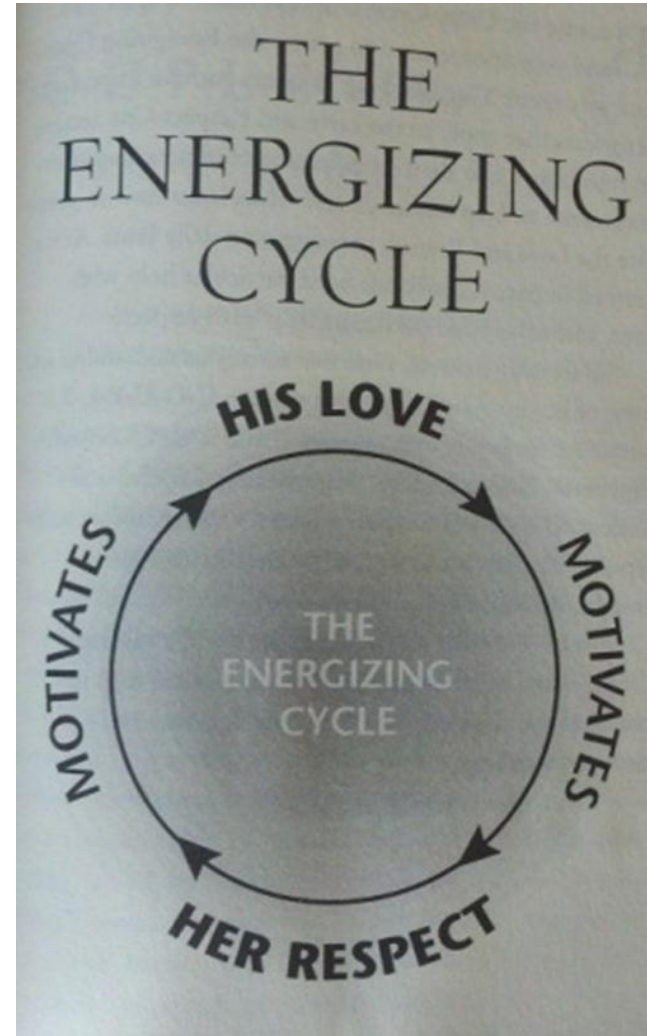 THE
ENERGIZING
CYCLE
HIS LOVE
MOTIVATES
HER RESPECT
MOTIVATES
THE
ENERGIZING
CYCLE